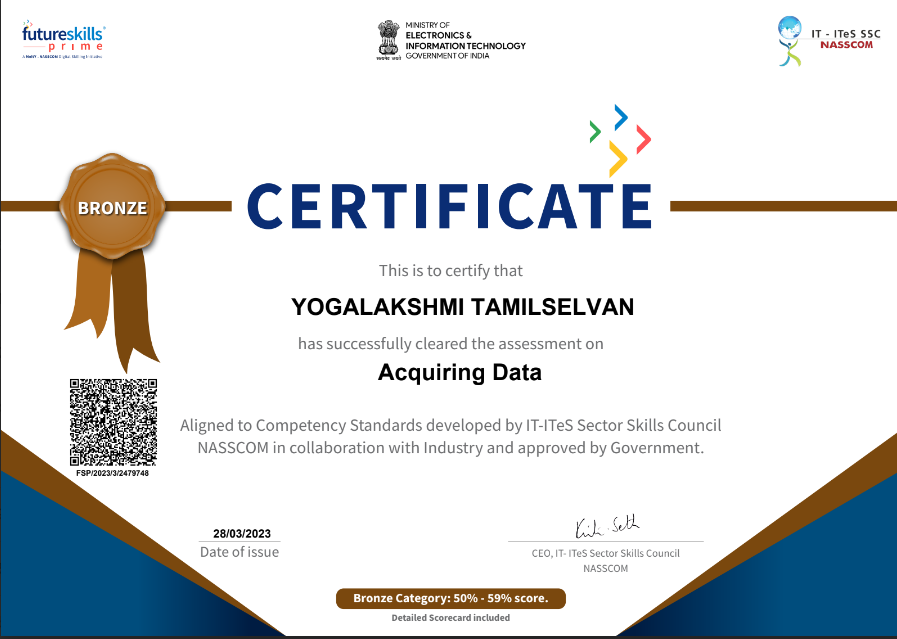 futureskills
prime
A MeitY - NASSCOM Digital Skilling Initiative
MINISTRY OF
ELECTRONICS &
INFORMATION TECHNOLOGY
GOVERNMENT OF INDIA
सत्यमेव जयते
IT - ITeS SSC
NASSCOM
BRONZE
CERTIFICATE
This is to certify that
YOGALAKSHMI TAMILSELVAN
has successfully cleared the assessment on
Acquiring Data
Aligned to Competency Standards developed by IT-ITeS Sector Skills Council
NASSCOM in collaboration with Industry and approved by Government.
FSP/2023/3/2479748
28/03/2023
Date of issue
CEO, IT- ITeS Sector Skills Council
NASSCOM
Bronze Category: 50% - 59% score.
Detailed Scorecard included